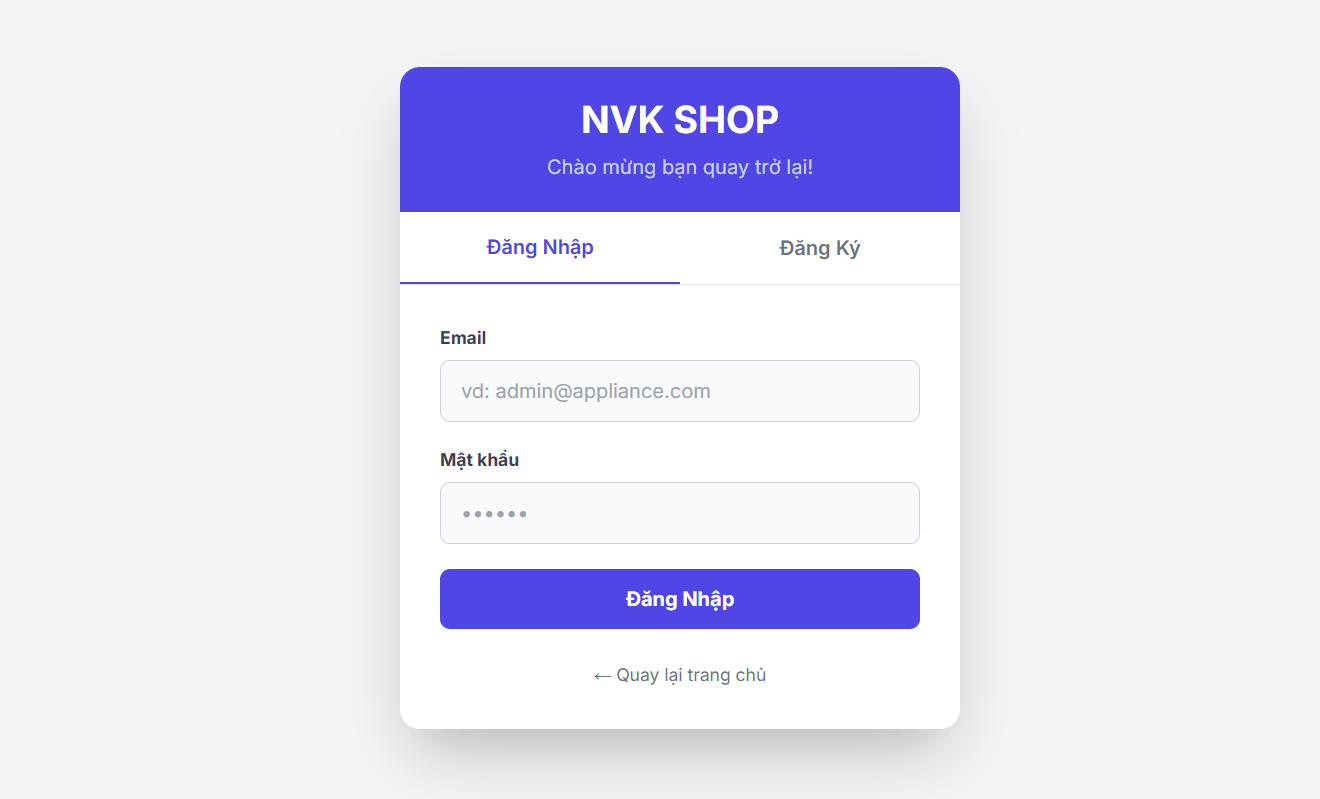 NVK SHOP
Chào mừng bạn quay trở lại!
Đăng Nhập
Đăng Ký
Email
vd: admin@appliance.com
Mật khẩu
••••••
Đăng Nhập
← Quay lại trang chủ